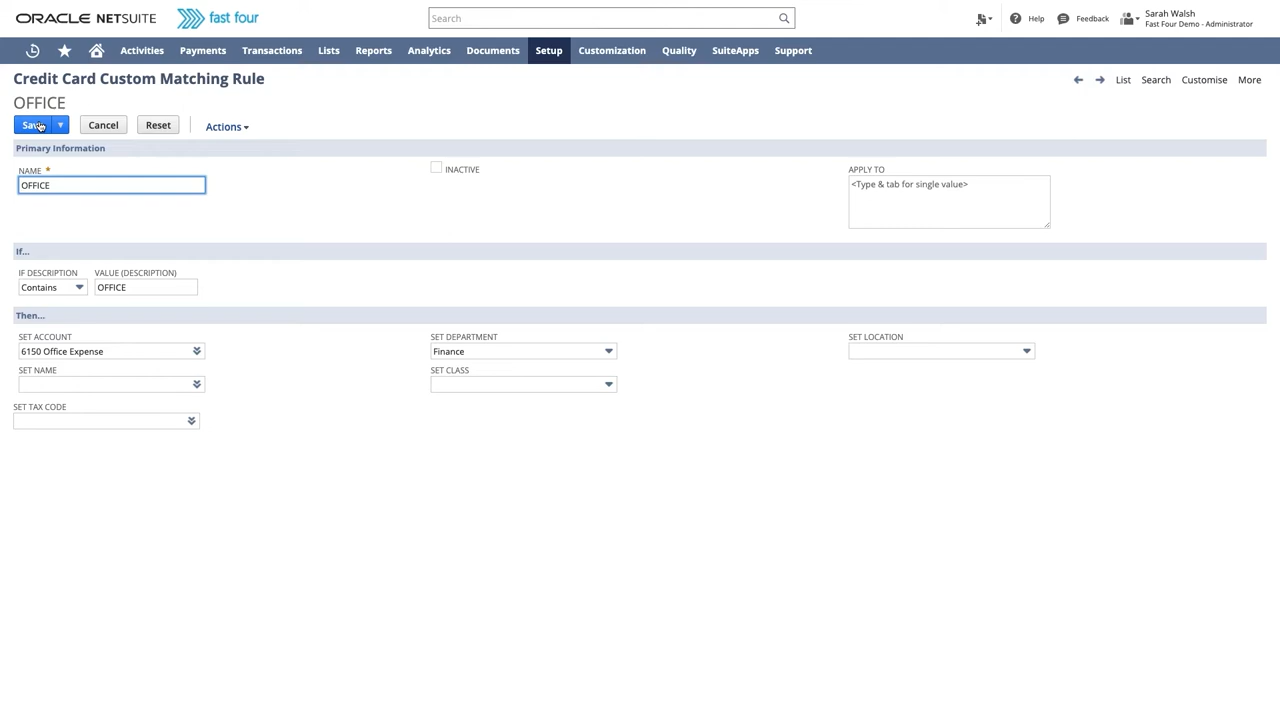 ORACLE NETSUITE fast four Search Help Feedback Sarah Walsh
Fast Four Demo - Administrator
Activities Payments Transactions Lists Reports Analytics Documents Setup Customization Quality SuiteApps Support
Credit Card Custom Matching Rule List Search Customise More
OFFICE
Save Cancel Reset Actions
Primary Information
NAME * INACTIVE APPLY TO
OFFICE <Type & tab for single value>
If...
IF DESCRIPTION VALUE (DESCRIPTION)
Contains OFFICE
Then...
SET ACCOUNT SET DEPARTMENT SET LOCATION
6150 Office Expense Finance
SET NAME SET CLASS
SET TAX CODE